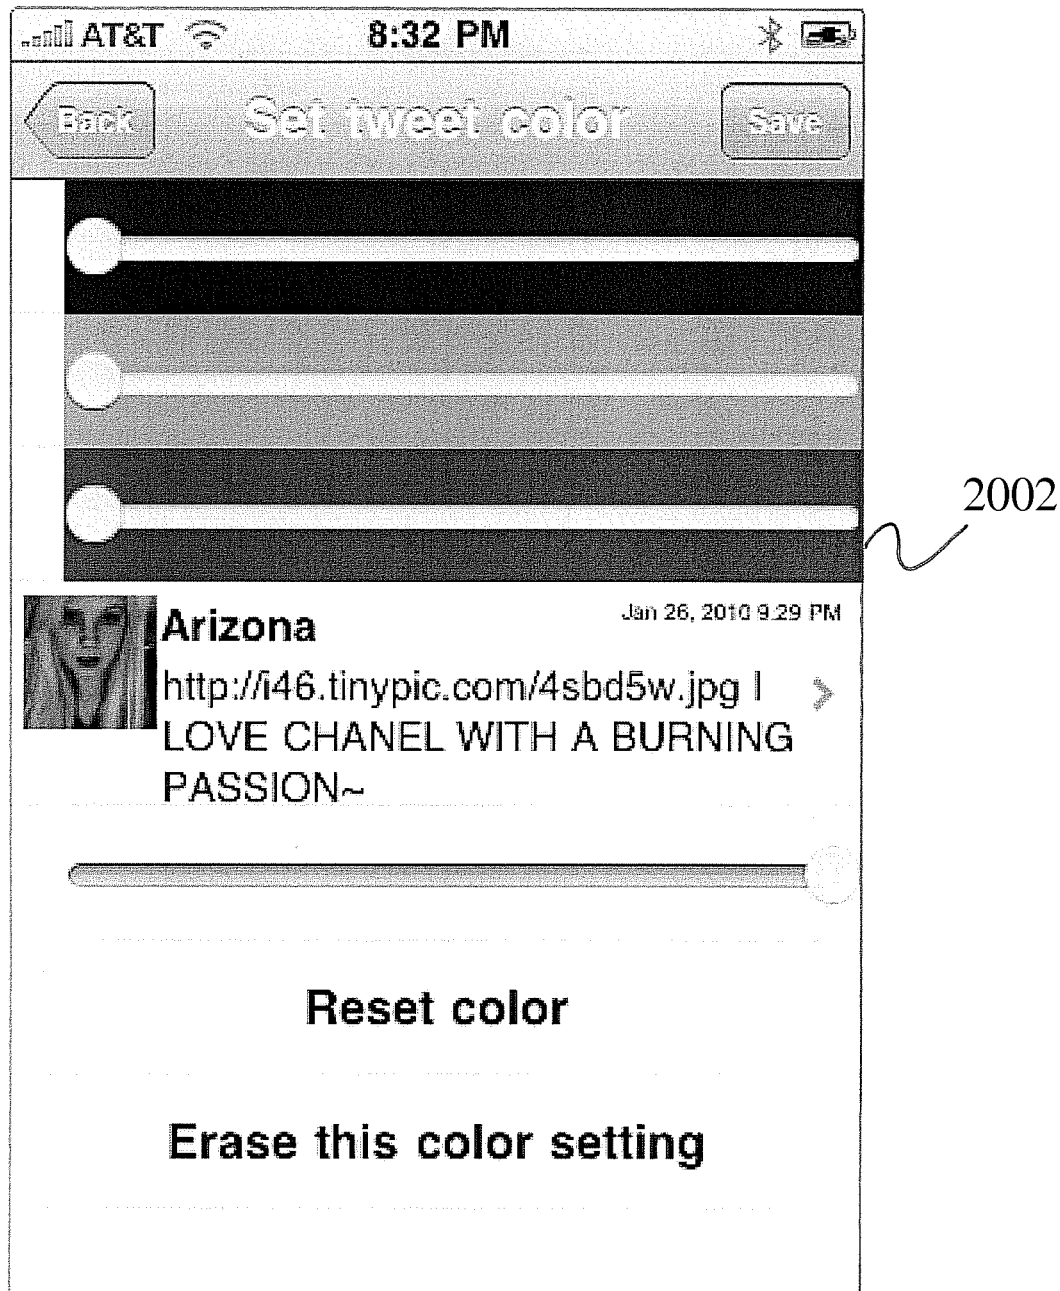 AT&T 8:32 PM
Back Set tweet color Save
2002
Arizona Jan 26, 2010 9:29 PM
http://i46.tinypic.com/4sbd5w.jpg I
LOVE CHANEL WITH A BURNING
PASSION~
Reset color
Erase this color setting